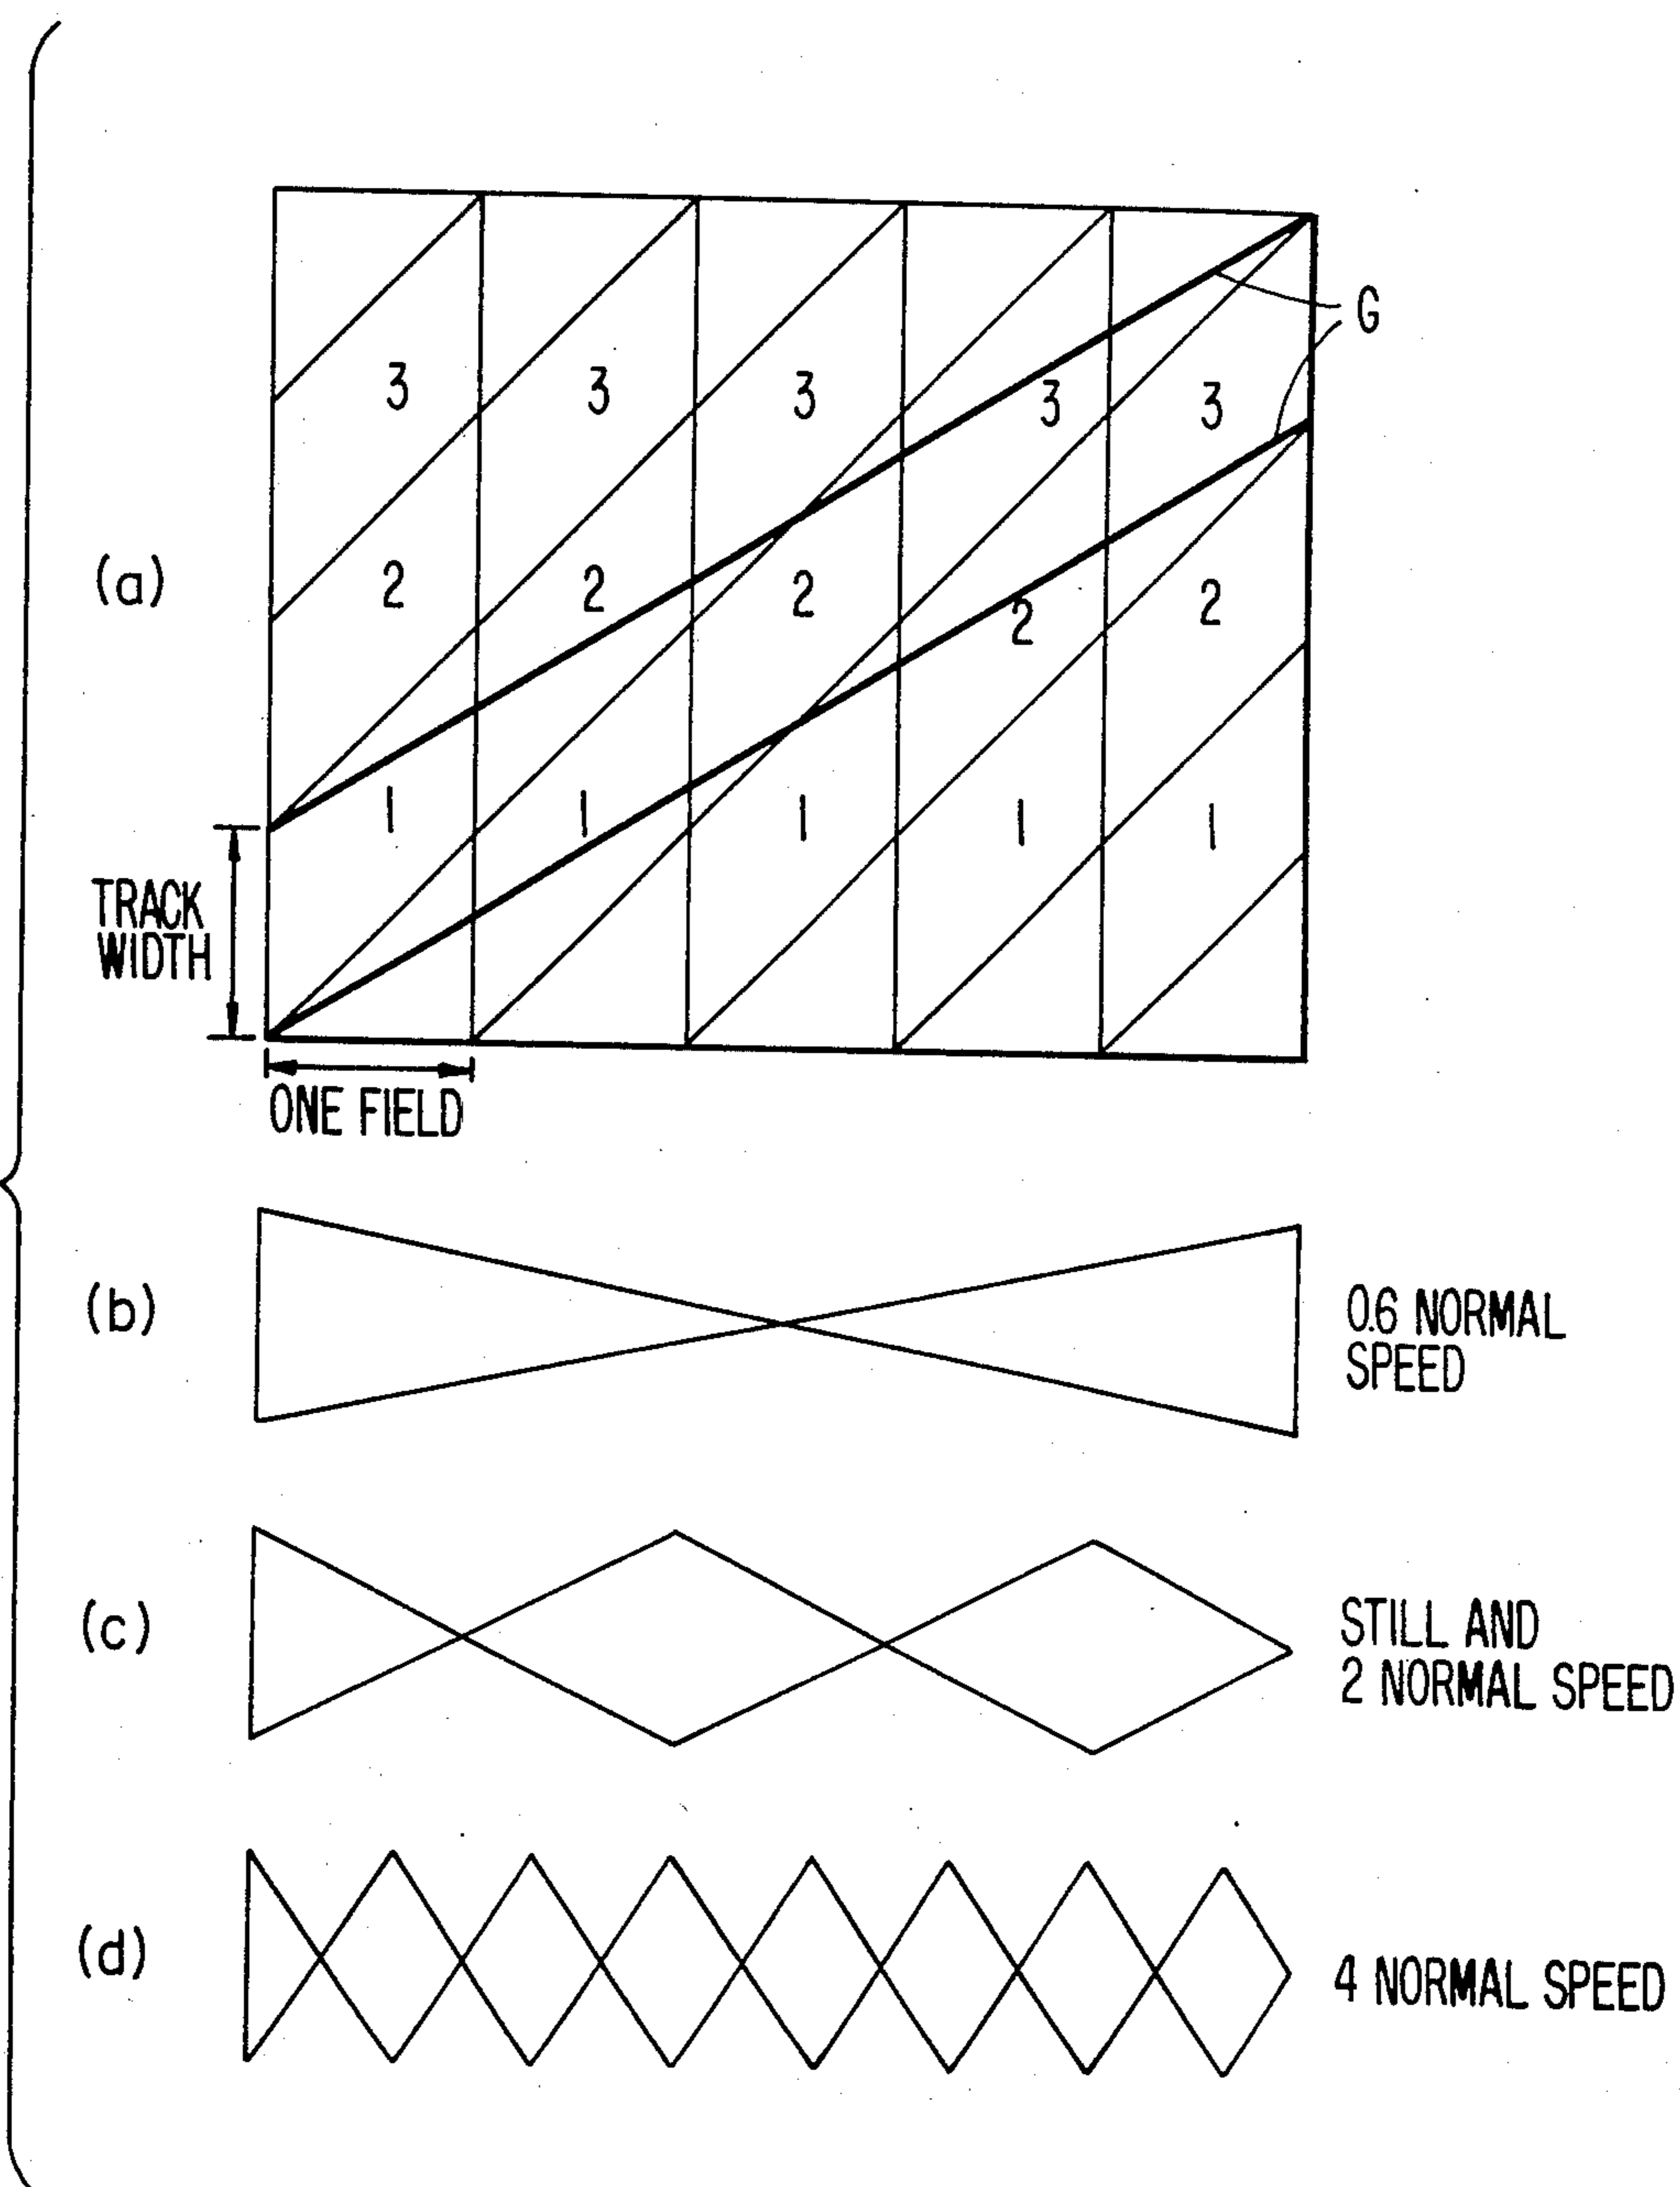 G
3 3 3 3 3
(a)
2 2 2 2 2
1 1 1 1 1
TRACK
WIDTH
ONE FIELD
(b)
0.6 NORMAL
SPEED
(c)
STILL AND
2 NORMAL SPEED
(d)
4 NORMAL SPEED